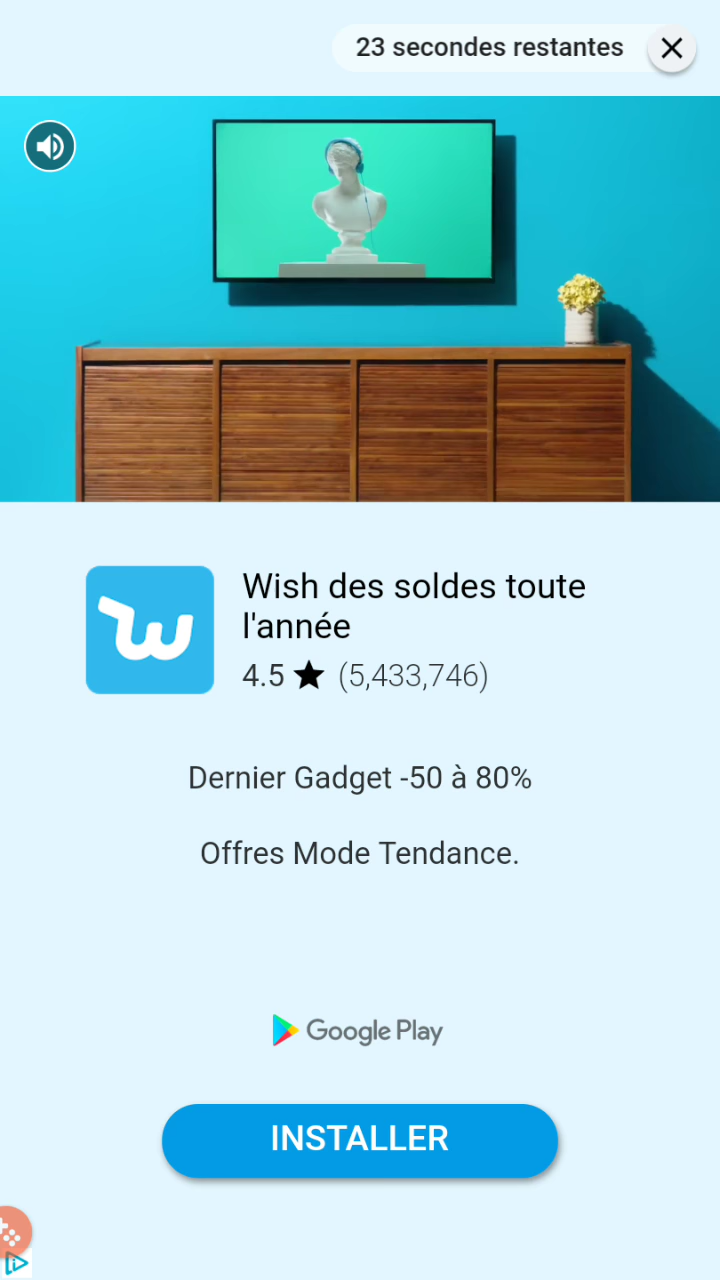 23 secondes restantes
Wish des soldes toute
l'année
4.5 ★ (5,433,746)
Dernier Gadget -50 à 80%
Offres Mode Tendance.
Google Play
INSTALLER